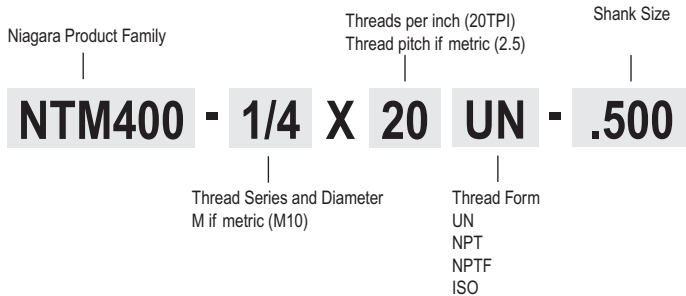 Niagara Product Family
Threads per inch (20TPI)
Thread pitch if metric (2.5)
Shank Size
NTM400 - 1/4 X 20 UN - .500
Thread Series and Diameter
M if metric (M10)
Thread Form
UN
NPT
NPTF
ISO